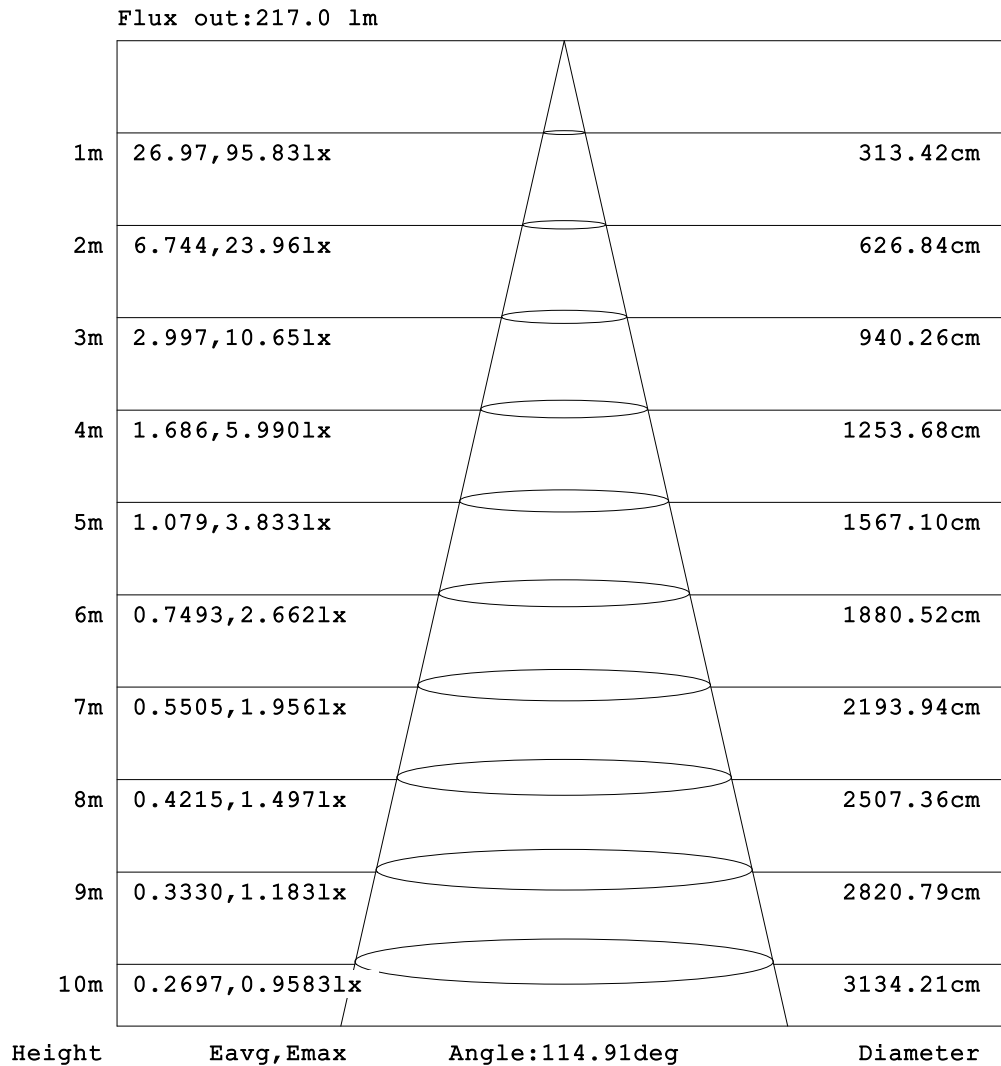 Flux out:217.0 lm
1m 26.97,95.83lx 313.42cm
2m 6.744,23.96lx 626.84cm
3m 2.997,10.65lx 940.26cm
4m 1.686,5.990lx 1253.68cm
5m 1.079,3.833lx 1567.10cm
6m 0.7493,2.662lx 1880.52cm
7m 0.5505,1.956lx 2193.94cm
8m 0.4215,1.497lx 2507.36cm
9m 0.3330,1.183lx 2820.79cm
10m 0.2697,0.9583lx 3134.21cm
Height Eavg,Emax Angle:114.91deg Diameter